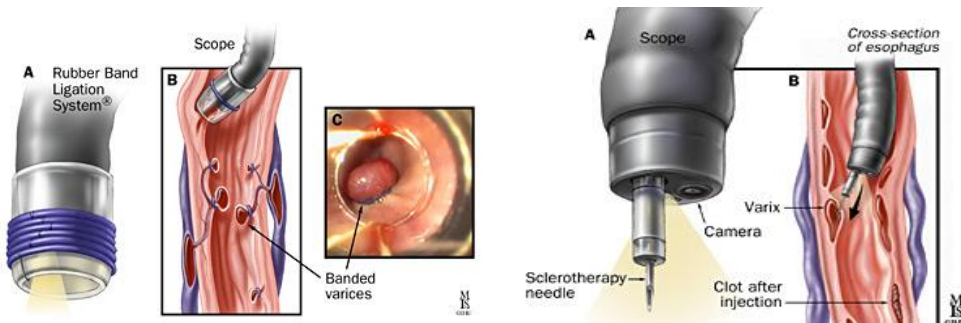 A
Rubber Band
Ligation
System®
B
Scope
C
Banded
varices
A
Scope
Camera
Sclerotherapy
needle
Cross-section
of esophagus
B
Varix
Clot after
injection